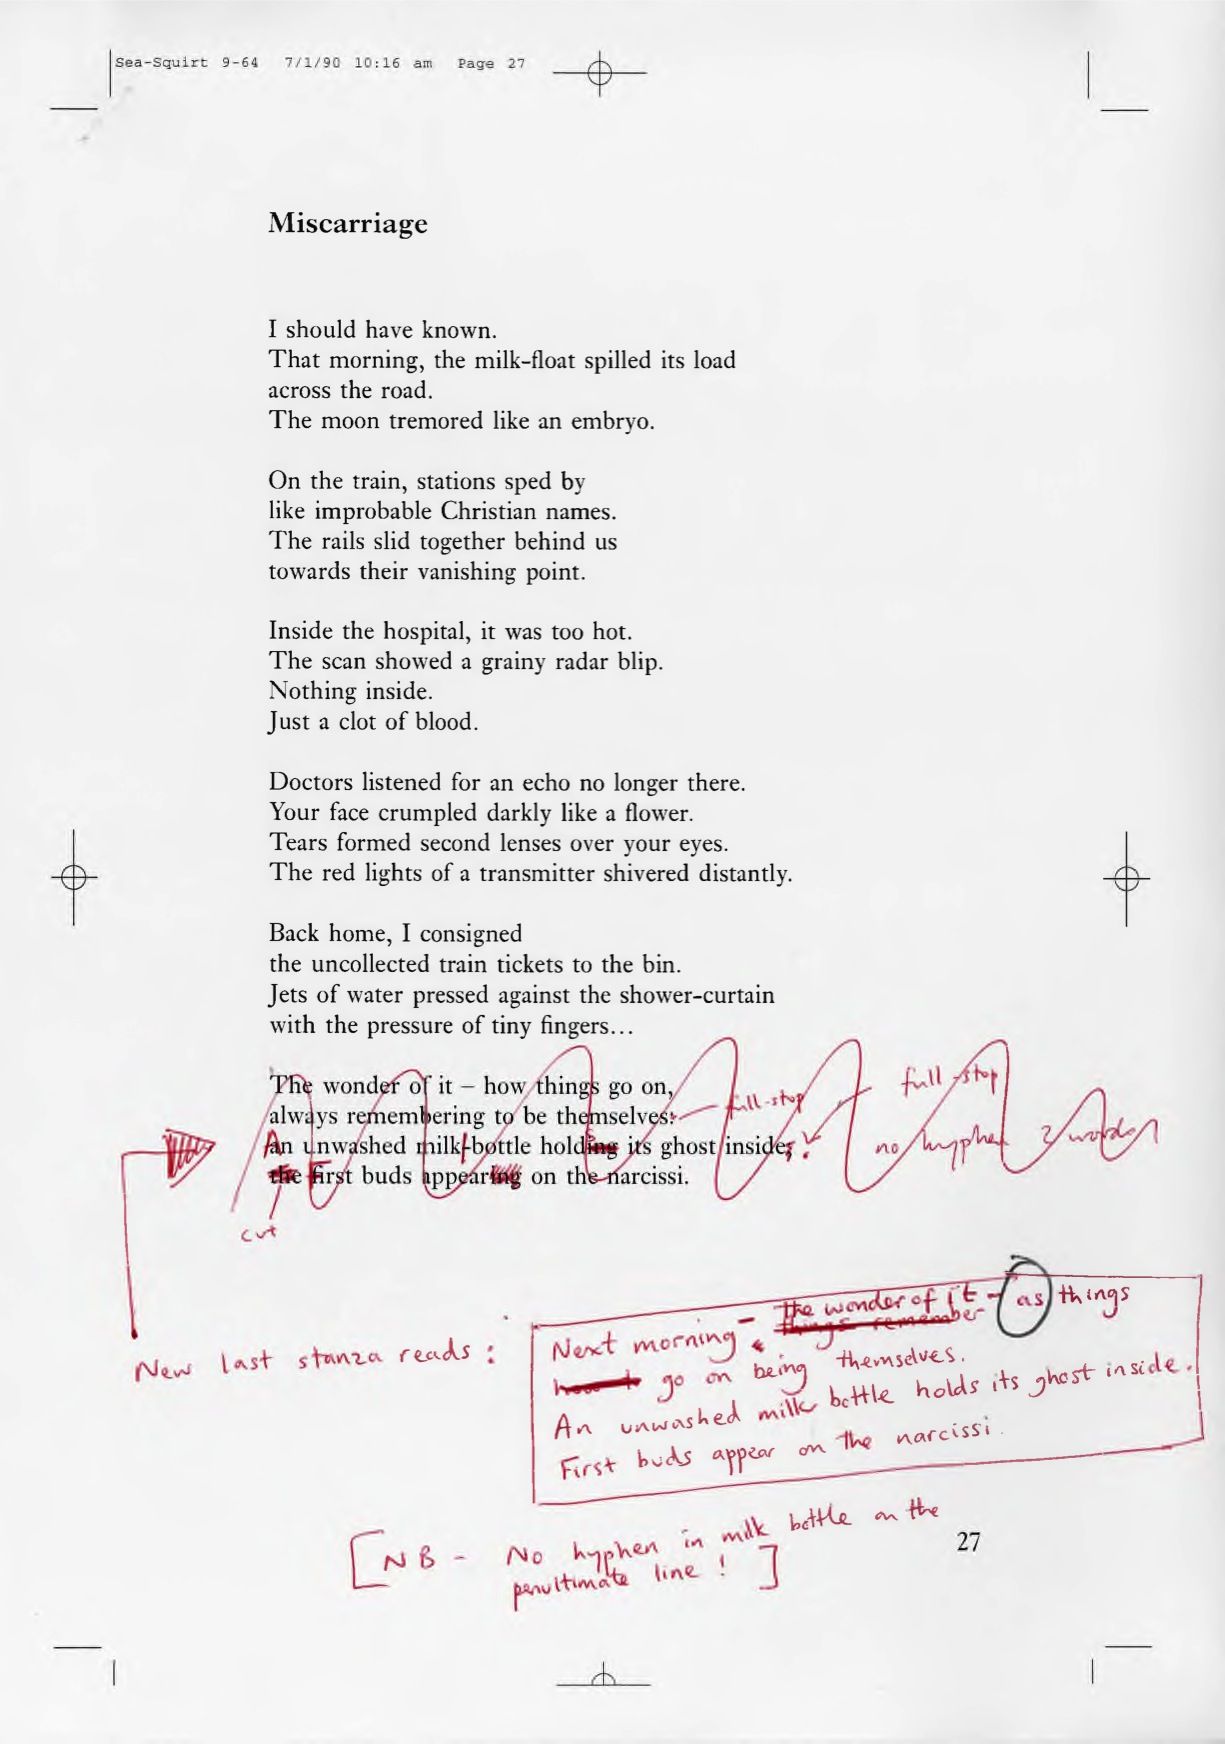 Sea-Squirt 9-64 7/1/90 10:16 am Page 27
Miscarriage
I should have known.
That morning, the milk-float spilled its load
across the road.
The moon tremored like an embryo.
On the train, stations sped by
like improbable Christian names.
The rails slid together behind us
towards their vanishing point.
Inside the hospital, it was too hot.
The scan showed a grainy radar blip.
Nothing inside.
Just a clot of blood.
Doctors listened for an echo no longer there.
Your face crumpled darkly like a flower.
Tears formed second lenses over your eyes.
The red lights of a transmitter shivered distantly.
Back home, I consigned
the uncollected train tickets to the bin.
Jets of water pressed against the shower-curtain
with the pressure of tiny fingers...
The wonder of it – how things go on,
always remembering to be themselves:
full-stop
full-stop
An unwashed milk-bottle holding its ghost inside;
no hyphen 2 words
the first buds appearing on the narcissi.
cut
New last stanza reads:
the wonder of it – as things
Next morning – things remember
go on being themselves.
An unwashed milk bottle holds its ghost inside.
First buds appear on the narcissi.
[NB - No hyphen in milk bottle on the
penultimate line!]
27